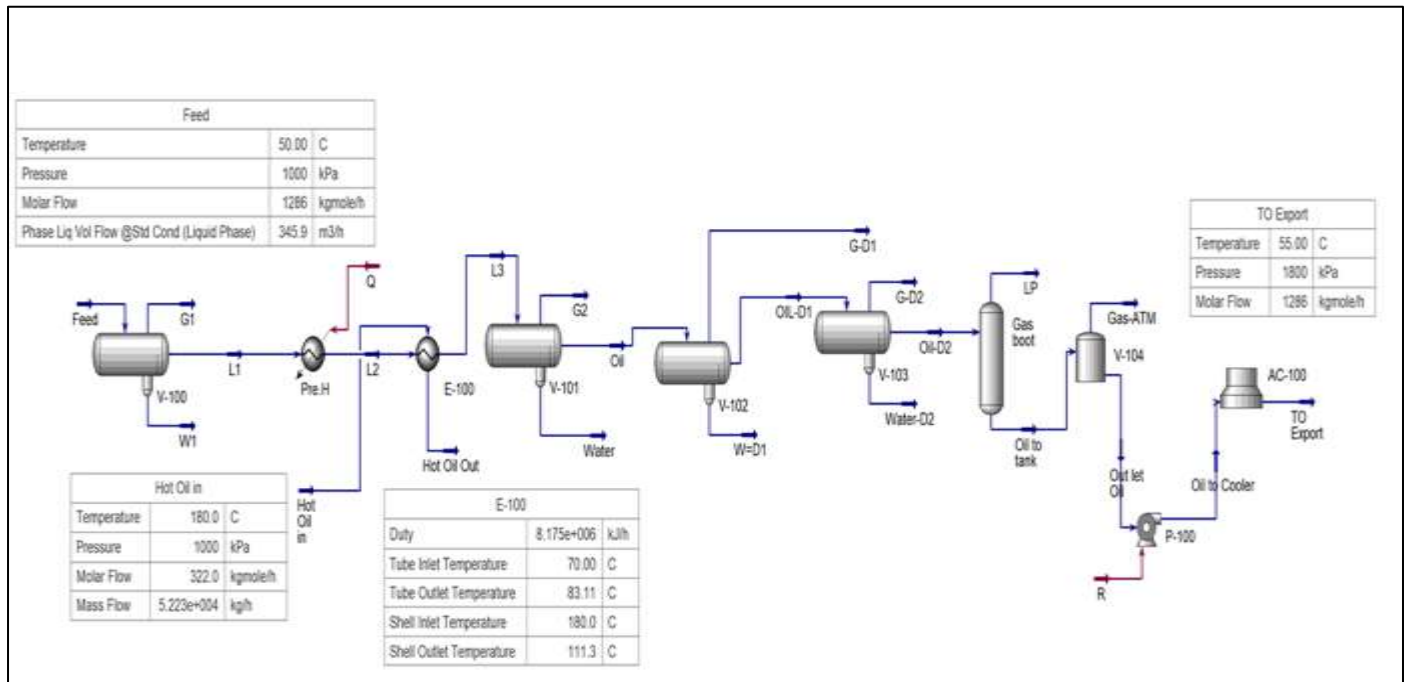 Feed
Temperature 50.00 C
Pressure 1000 kPa
Molar Flow 1286 kgmole/h
Phase Liq Vol Flow @Std Cond (Liquid Phase) 345.9 m3/h
TO Export
Temperature 55.00 C
Pressure 1800 kPa
Molar Flow 1286 kgmole/h
Feed
G1
V-100
W1
L1
Q
Pre.H
L2
E-100
Hot Oil Out
Hot
Oil
in
L3
G2
V-101
Water
Oil
G-D1
V-102
W=D1
OIL-D1
G-D2
V-103
Water-D2
Oil-D2
LP
Gas
boot
Oil to
tank
Gas-ATM
V-104
Out let
Oil
P-100
R
Oil to Cooler
AC-100
TO
Export
Hot Oil in
Temperature 180.0 C
Pressure 1000 kPa
Molar Flow 322.0 kgmole/h
Mass Flow 5.223e+004 kg/h
E-100
Duty 8.175e+006 kJ/h
Tube Inlet Temperature 70.00 C
Tube Outlet Temperature 83.11 C
Shell Inlet Temperature 180.0 C
Shell Outlet Temperature 111.3 C